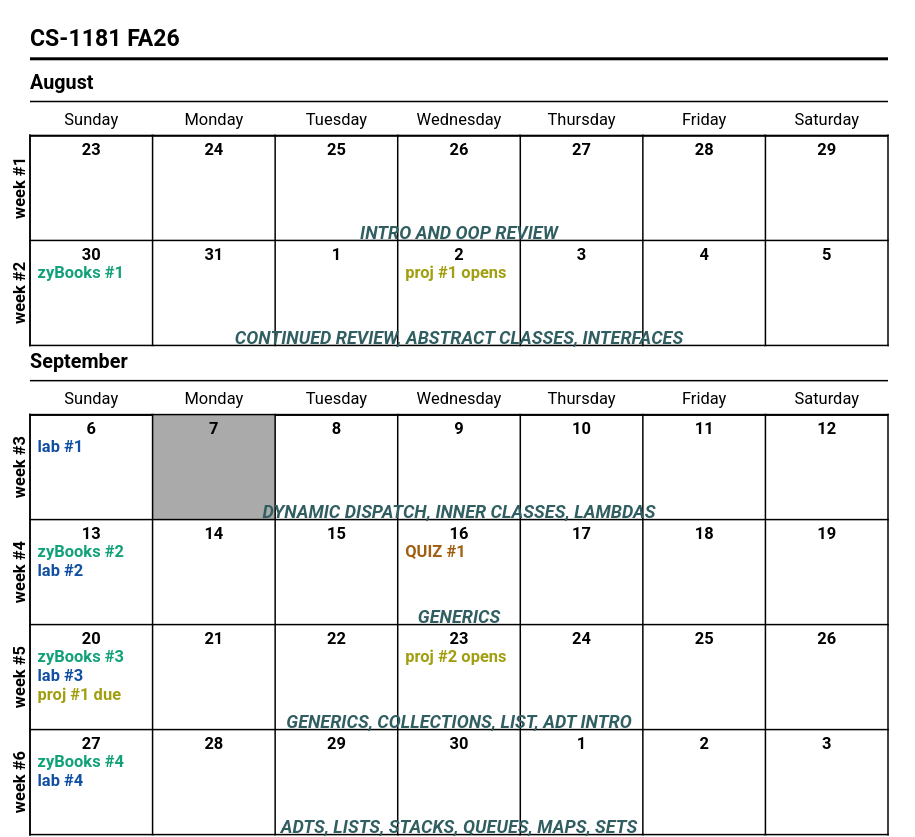 CS-1181 FA26
August
Sunday Monday Tuesday Wednesday Thursday Friday Saturday
week #1
23 24 25 26 27 28 29
INTRO AND OOP REVIEW
week #2
30 31 1 2 3 4 5
zyBooks #1 proj #1 opens
CONTINUED REVIEW, ABSTRACT CLASSES, INTERFACES
September
Sunday Monday Tuesday Wednesday Thursday Friday Saturday
week #3
6 7 8 9 10 11 12
lab #1
DYNAMIC DISPATCH, INNER CLASSES, LAMBDAS
week #4
13 14 15 16 17 18 19
zyBooks #2 QUIZ #1
lab #2
GENERICS
week #5
20 21 22 23 24 25 26
zyBooks #3 proj #2 opens
lab #3
proj #1 due
GENERICS, COLLECTIONS, LIST, ADT INTRO
week #6
27 28 29 30 1 2 3
zyBooks #4
lab #4
ADTS, LISTS, STACKS, QUEUES, MAPS, SETS